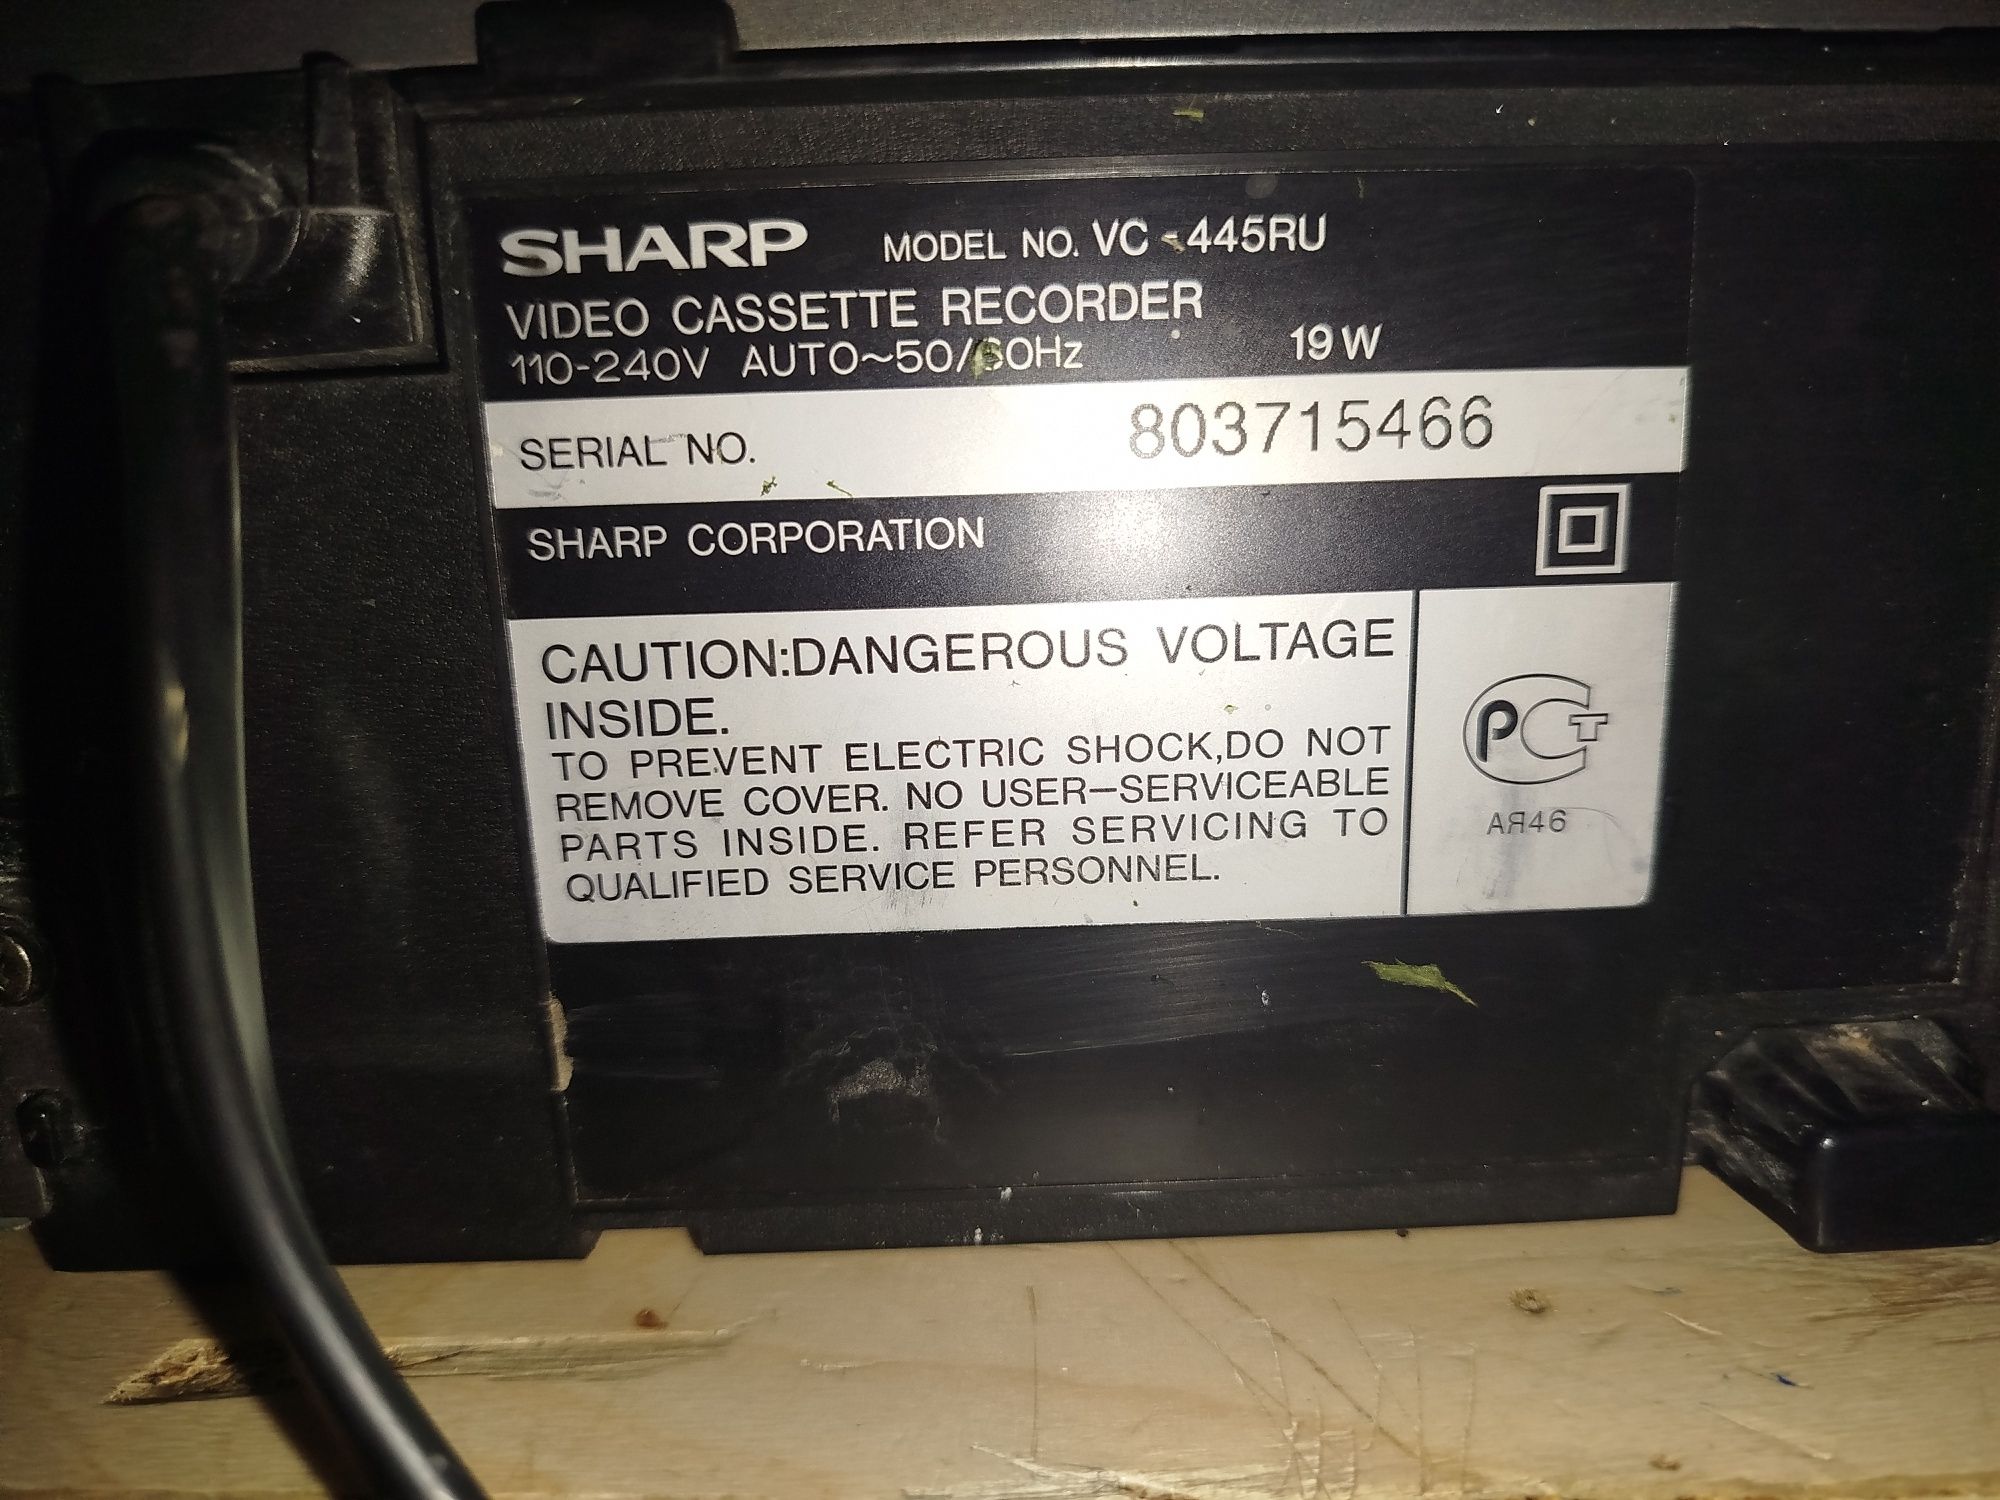 SHARP MODEL NO. VC-445RU
VIDEO CASSETTE RECORDER
110-240V AUTO~50/60Hz 19W
SERIAL NO. 803715466
SHARP CORPORATION
CAUTION:DANGEROUS VOLTAGE
INSIDE.
TO PREVENT ELECTRIC SHOCK,DO NOT
REMOVE COVER. NO USER-SERVICEABLE
PARTS INSIDE. REFER SERVICING TO
QUALIFIED SERVICE PERSONNEL.
РСТ
АЯ46